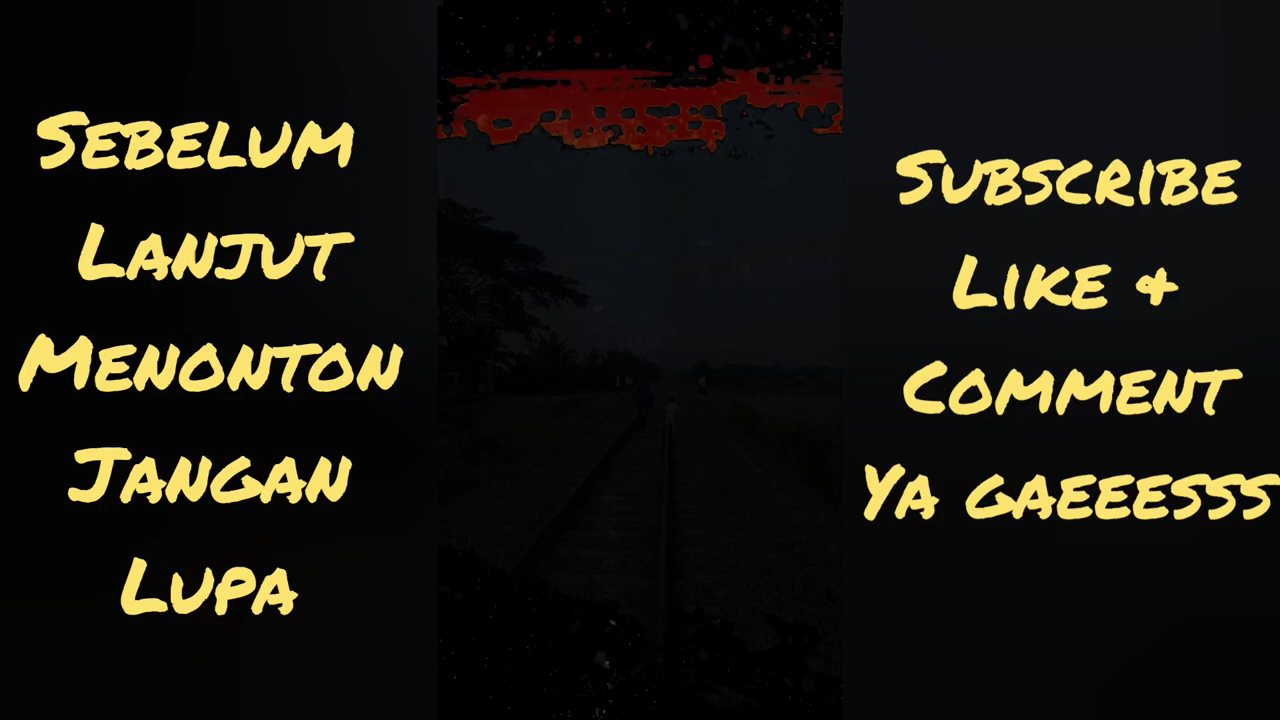 Sebelum
Lanjut
Menonton
Jangan
Lupa
Subscribe
Like &
Comment
Ya gaeeesss